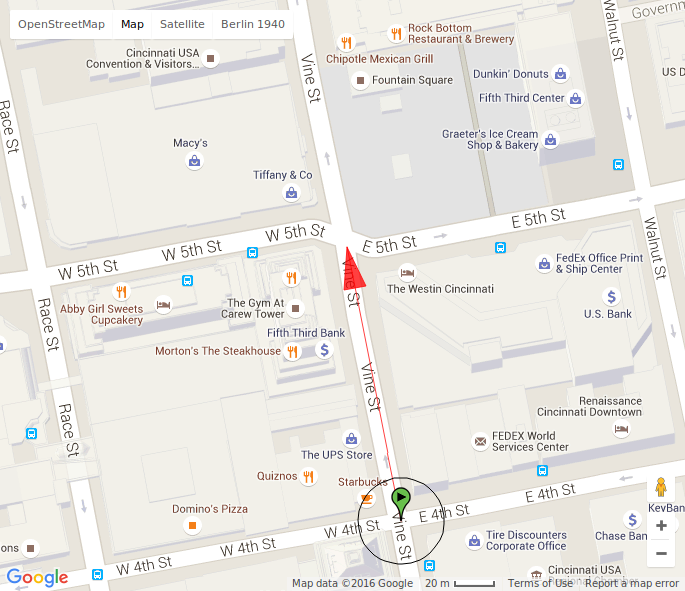 OpenStreetMap
Map
Satellite
Berlin 1940
Governm
Rock Bottom
Restaurant & Brewery
Chipotle Mexican Grill
Walnut St
Cincinnati USA
Convention & Visitors...
Vine St
Fountain Square
Dunkin' Donuts
US D
Fifth Third Center
Race St
Macy's
Graeter's Ice Cream
Shop & Bakery
Tiffany & Co
W 5th St
W 5th St
W 5th St
E 5th St
E 5th St
Walnut St
FedEx Office Print
& Ship Center
Vine St
The Westin Cincinnati
Abby Girl Sweets
Cupcakery
The Gym At
Carew Tower
U.S. Bank
Race St
Fifth Third Bank
Morton's The Steakhouse
Vine St
Renaissance
Cincinnati Downtown
Race St
FEDEX World
Services Center
The UPS Store
Quiznos
Starbucks
Domino's Pizza
W 4th St
W 4th St
W 4th St
E 4th St
E 4th St
Vine St
KeyBan
Tire Discounters
Corporate Office
Chase Ban
ons
Cincinnati USA
Regional Chamber
+
−
Google
Map data ©2016 Google
20 m
Terms of Use
Report a map error